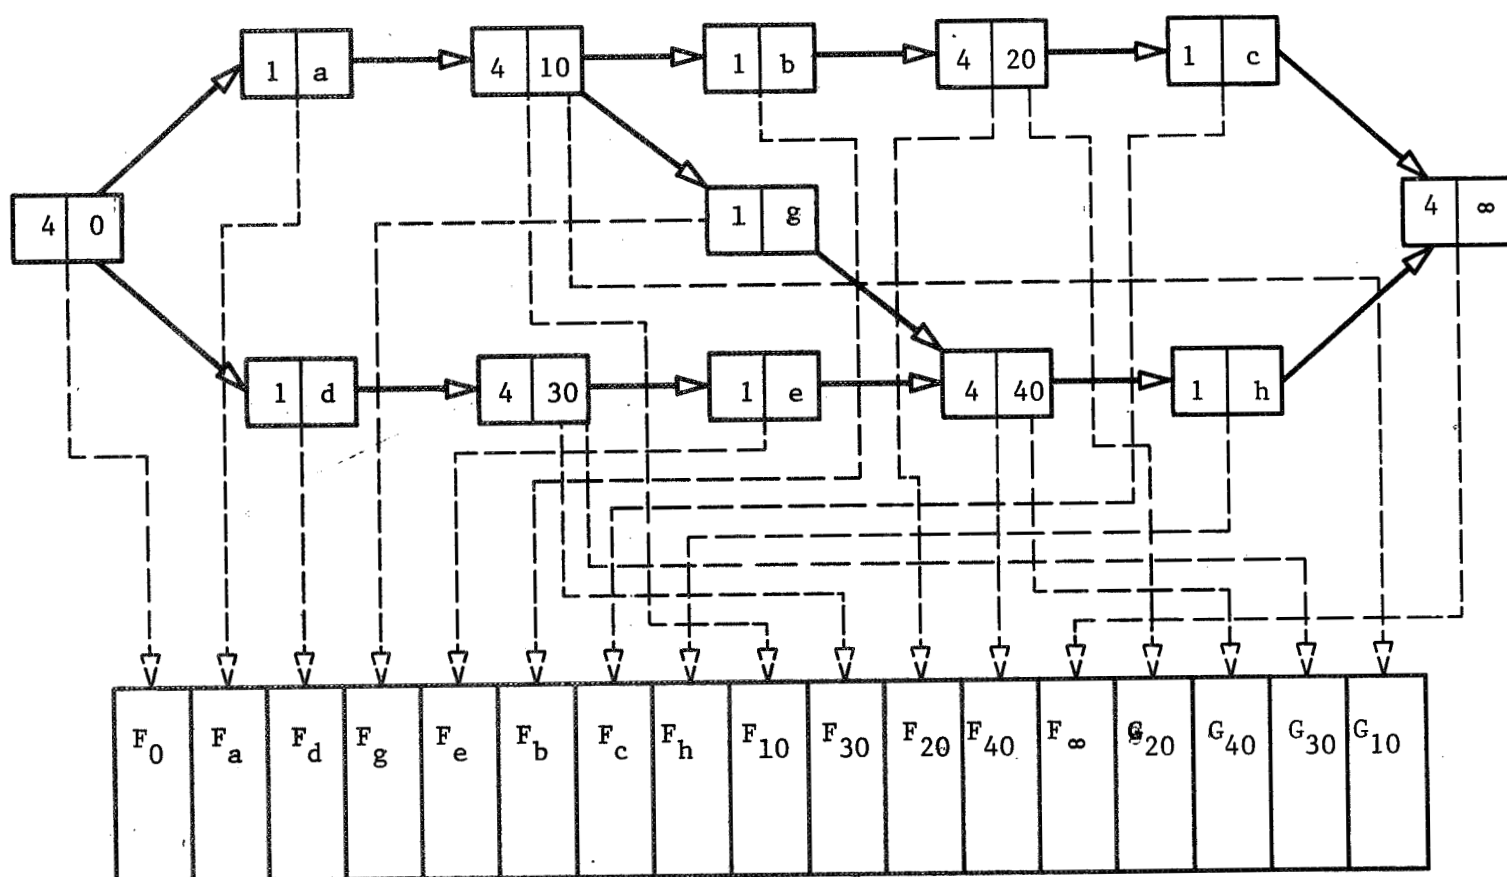 1 a 4 10 1 b 4 20 1 c
4 0 1 g 4 ∞
1 d 4 30 1 e 4 40 1 h
F0 Fa Fd Fg Fe Fb Fc Fh F10 F30 F20 F40 F∞ G20 G40 G30 G10